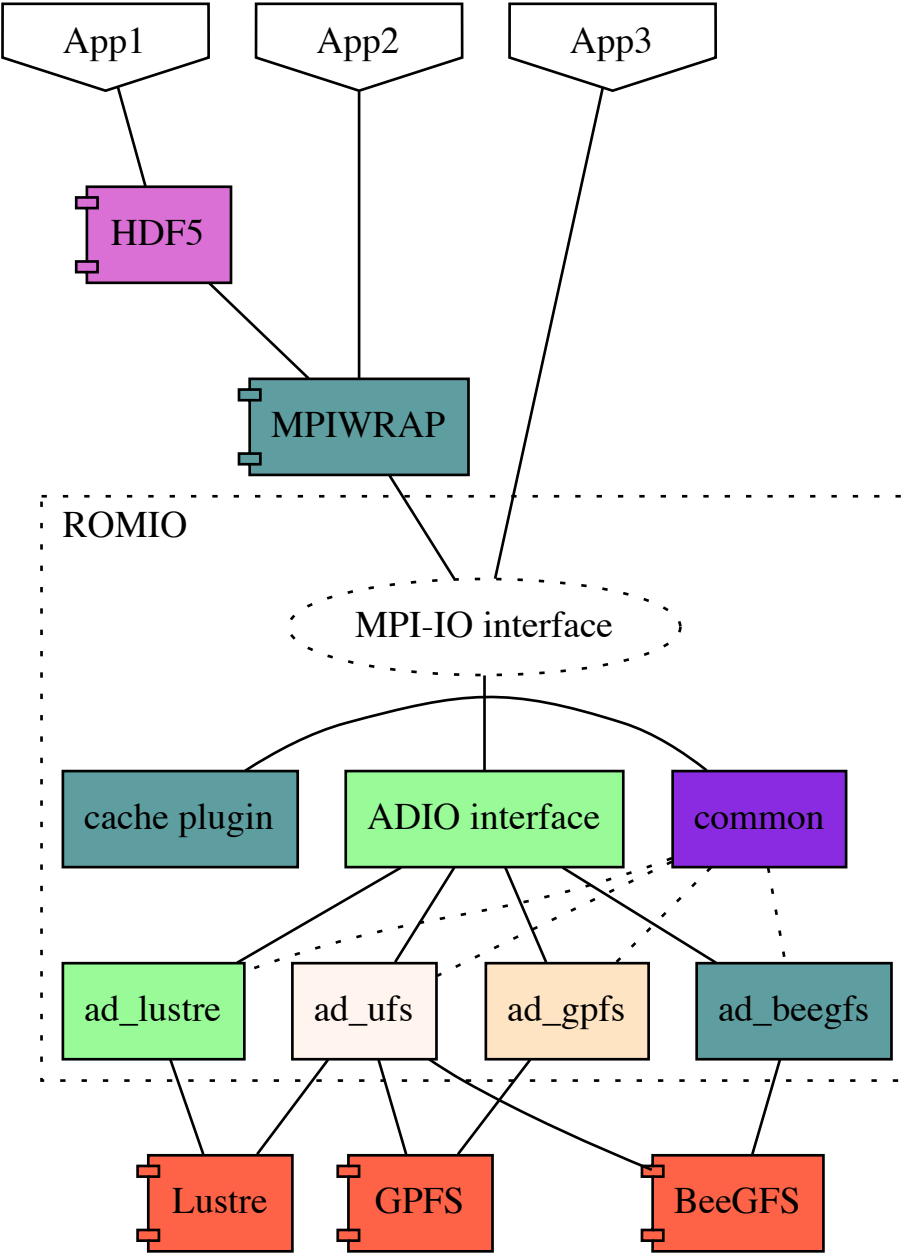 App1
App2
App3
HDF5
MPIWRAP
ROMIO
MPI-IO interface
cache plugin
ADIO interface
common
ad_lustre
ad_ufs
ad_gpfs
ad_beegfs
Lustre
GPFS
BeeGFS